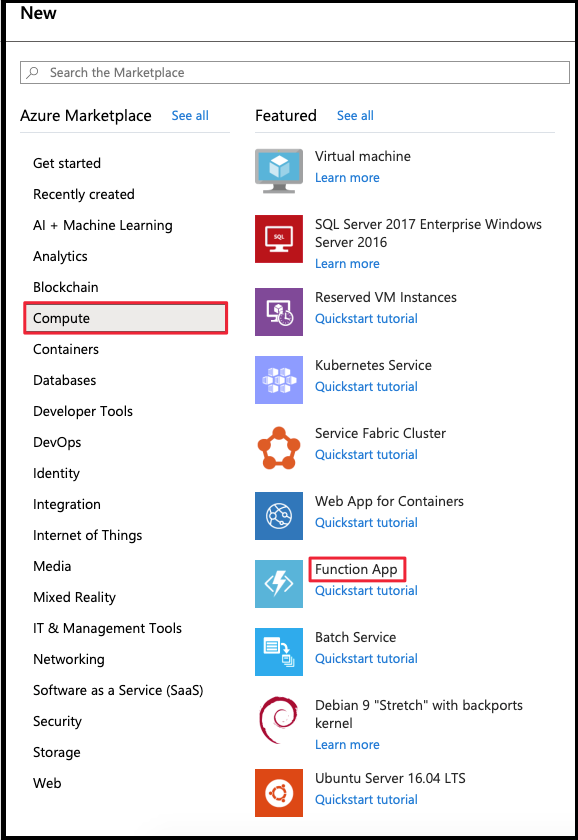 New
Search the Marketplace
Azure Marketplace See all
Get started
Recently created
AI + Machine Learning
Analytics
Blockchain
Compute
Containers
Databases
Developer Tools
DevOps
Identity
Integration
Internet of Things
Media
Mixed Reality
IT & Management Tools
Networking
Software as a Service (SaaS)
Security
Storage
Web
Featured See all
Virtual machine
Learn more
SQL
SQL Server 2017 Enterprise Windows
Server 2016
Learn more
Reserved VM Instances
Quickstart tutorial
Kubernetes Service
Quickstart tutorial
Service Fabric Cluster
Quickstart tutorial
Web App for Containers
Quickstart tutorial
Function App
Quickstart tutorial
Batch Service
Quickstart tutorial
Debian 9 "Stretch" with backports
kernel
Learn more
Ubuntu Server 16.04 LTS
Quickstart tutorial